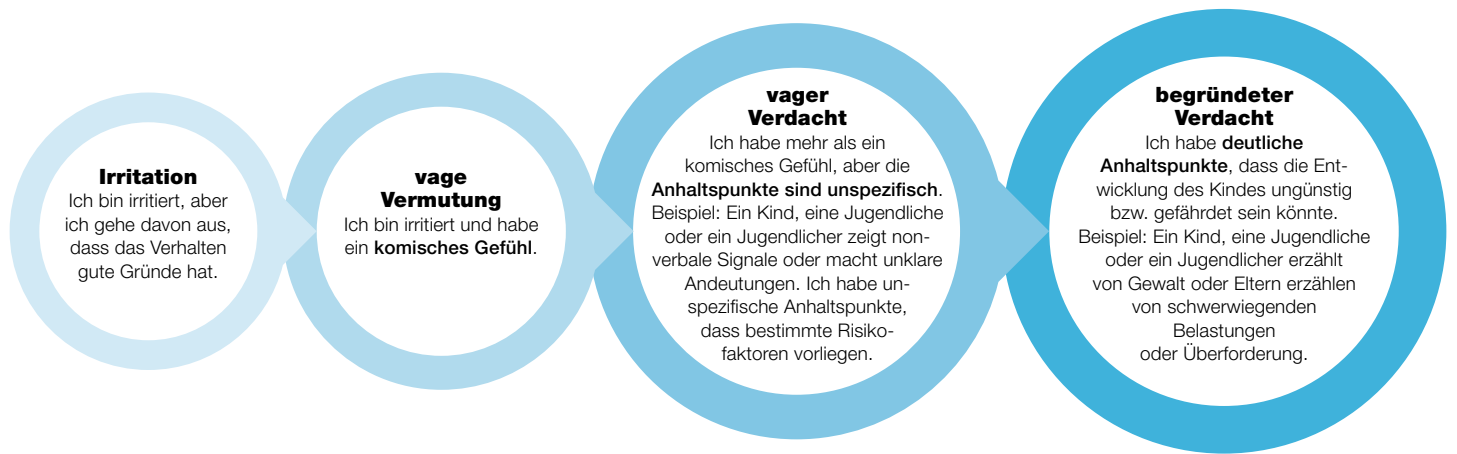 Irritation
Ich bin irritiert, aber
ich gehe davon aus,
dass das Verhalten
gute Gründe hat.
vage
Vermutung
Ich bin irritiert und habe
ein komisches Gefühl.
vager
Verdacht
Ich habe mehr als ein
komisches Gefühl, aber die
Anhaltspunkte sind unspezifisch.
Beispiel: Ein Kind, eine Jugendliche
oder ein Jugendlicher zeigt non-
verbale Signale oder macht unklare
Andeutungen. Ich habe un-
spezifische Anhaltspunkte,
dass bestimmte Risiko-
faktoren vorliegen.
begründeter
Verdacht
Ich habe deutliche
Anhaltspunkte, dass die Ent-
wicklung des Kindes ungünstig
bzw. gefährdet sein könnte.
Beispiel: Ein Kind, eine Jugendliche
oder ein Jugendlicher erzählt
von Gewalt oder Eltern erzählen
von schwerwiegenden
Belastungen
oder Überforderung.